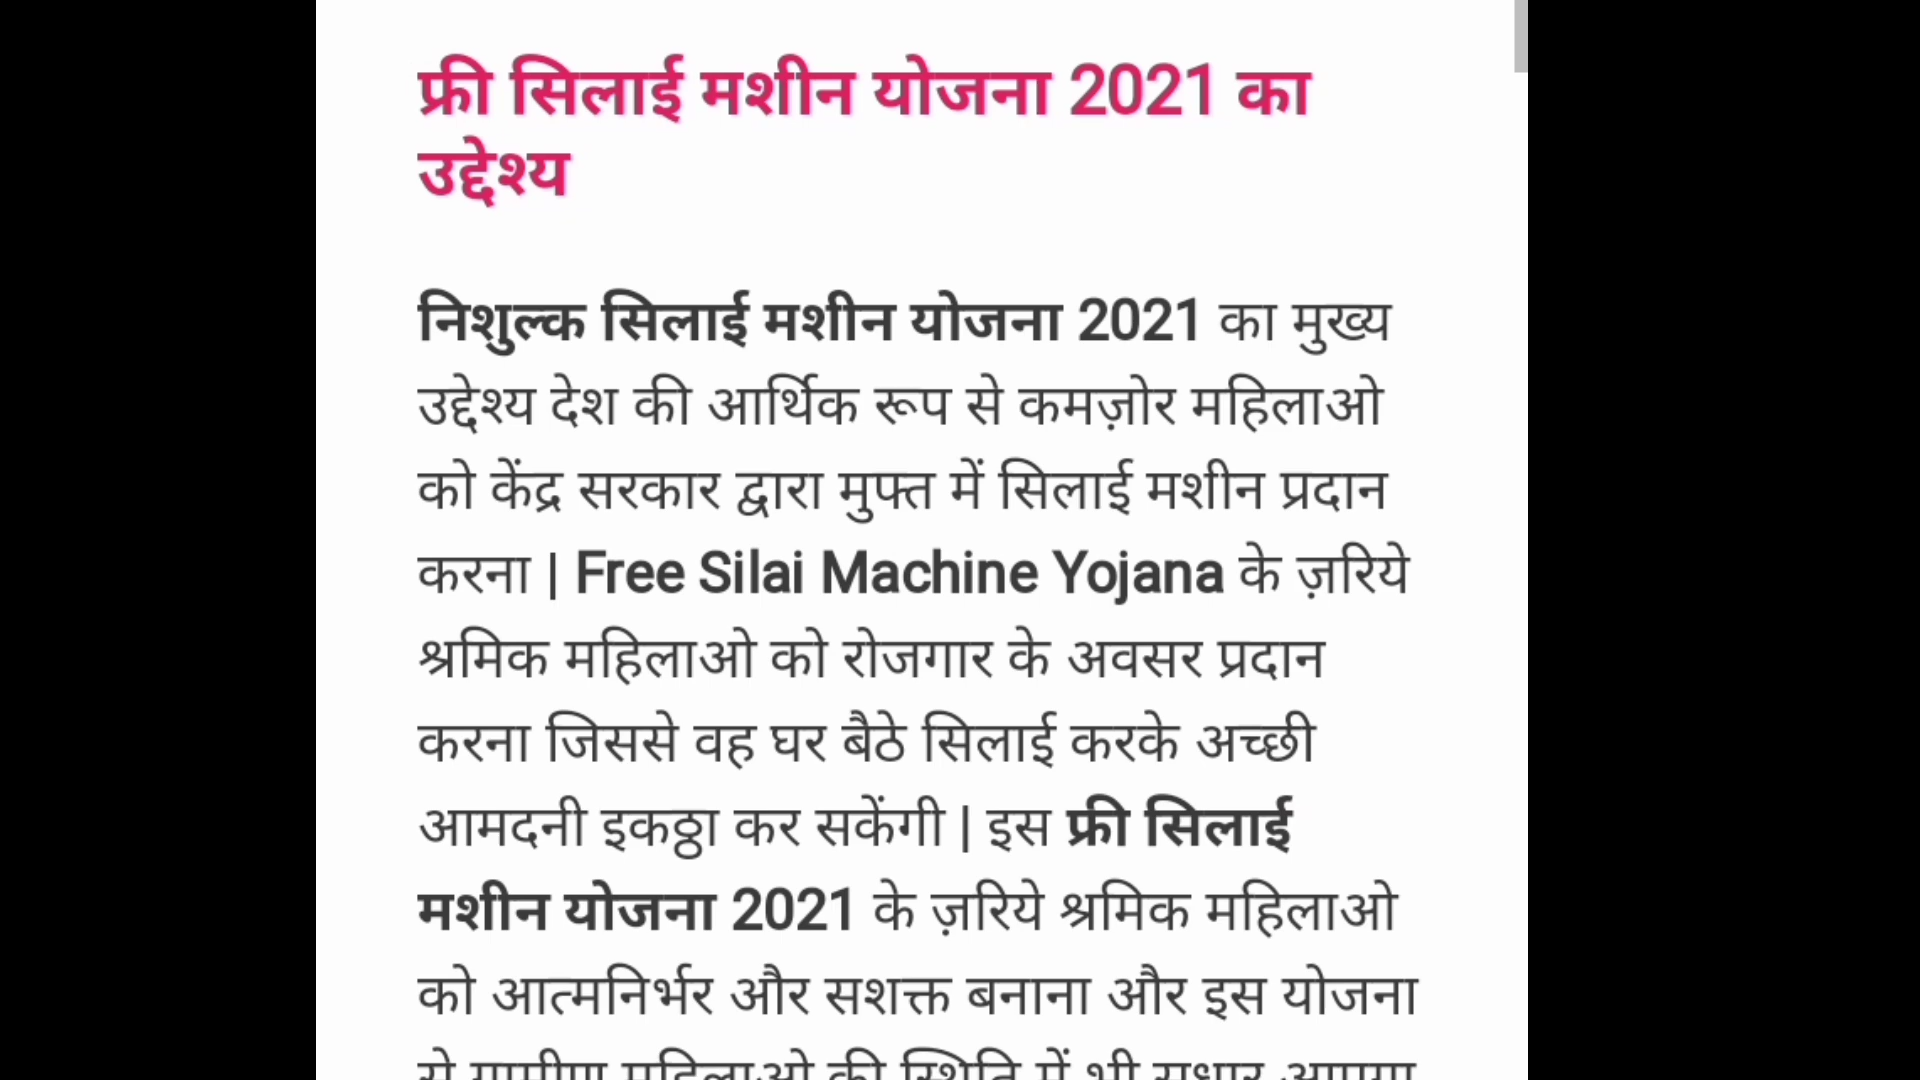 फ्री सिलाई मशीन योजना 2021 का
उद्देश्य
निशुल्क सिलाई मशीन योजना 2021 का मुख्य
उद्देश्य देश की आर्थिक रूप से कमज़ोर महिलाओ
को केंद्र सरकार द्वारा मुफ्त में सिलाई मशीन प्रदान
करना | Free Silai Machine Yojana के ज़रिये
श्रमिक महिलाओ को रोजगार के अवसर प्रदान
करना जिससे वह घर बैठे सिलाई करके अच्छी
आमदनी इकठ्ठा कर सकेंगी | इस फ्री सिलाई
मशीन योजना 2021 के ज़रिये श्रमिक महिलाओ
को आत्मनिर्भर और सशक्त बनाना और इस योजना
से ग्रामीण महिलाओ की स्थिति में भी सुधार आएगा